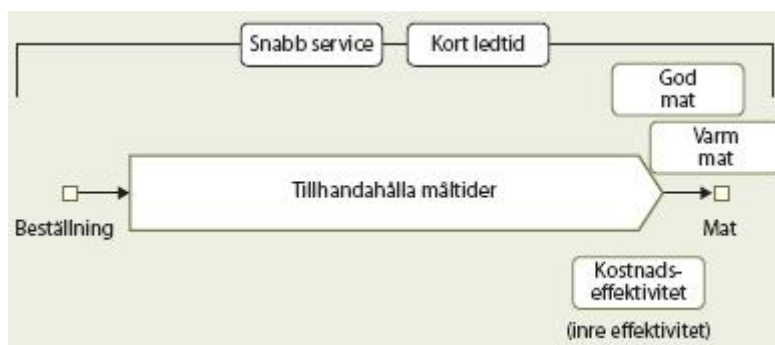 Snabb service
Kort ledtid
God
mat
Varm
mat
Tillhandahålla måltider
Beställning
Mat
Kostnads-
effektivitet
(inre effektivitet)